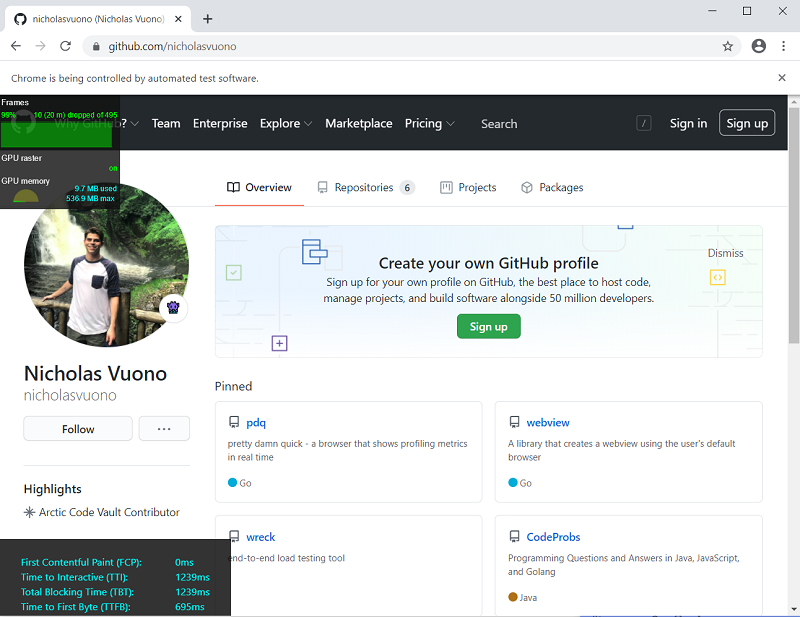 nicholasvuono (Nicholas Vuono)
github.com/nicholasvuono
Chrome is being controlled by automated test software.
Frames
99% 10 (20 m) dropped of 495
GPU raster
on
GPU memory
9.7 MB used
536.9 MB max
Why GitHub? Team Enterprise Explore Marketplace Pricing Search / Sign in Sign up
Overview Repositories 6 Projects Packages
Create your own GitHub profile
Dismiss
Sign up for your own profile on GitHub, the best place to host code,
manage projects, and build software alongside 50 million developers.
Sign up
Nicholas Vuono
nicholasvuono
Follow ...
Highlights
Arctic Code Vault Contributor
Pinned
pdq
pretty damn quick - a browser that shows profiling metrics
in real time
Go
webview
A library that creates a webview using the user's default
browser
Go
wreck
end-to-end load testing tool
CodeProbs
Programming Questions and Answers in Java, JavaScript,
and Golang
Java
First Contentful Paint (FCP): 0ms
Time to Interactive (TTI): 1239ms
Total Blocking Time (TBT): 1239ms
Time to First Byte (TTFB): 695ms